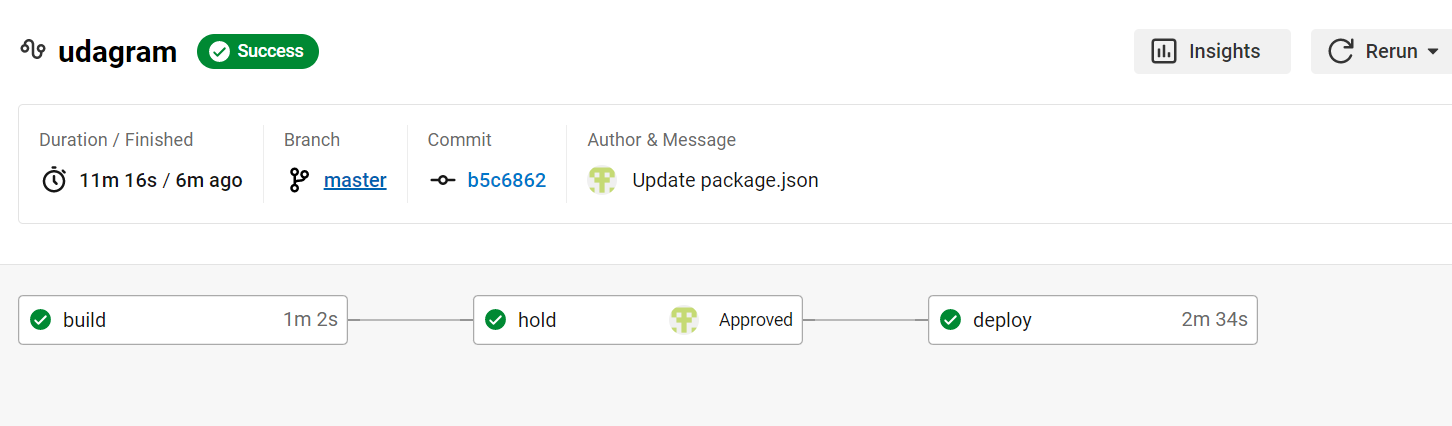 udagram
Success
Insights
Rerun
Duration / Finished
11m 16s / 6m ago
Branch
master
Commit
b5c6862
Author & Message
Update package.json
build
1m 2s
hold
Approved
deploy
2m 34s